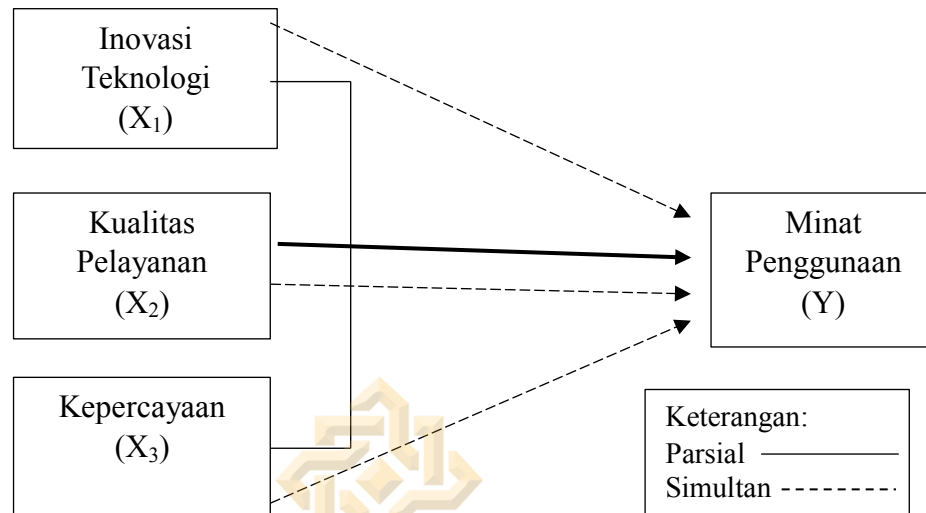 Inovasi
Teknologi
(X₁)
Kualitas
Pelayanan
(X₂)
Kepercayaan
(X₃)
Minat
Penggunaan
(Y)
Keterangan:
Parsial
Simultan